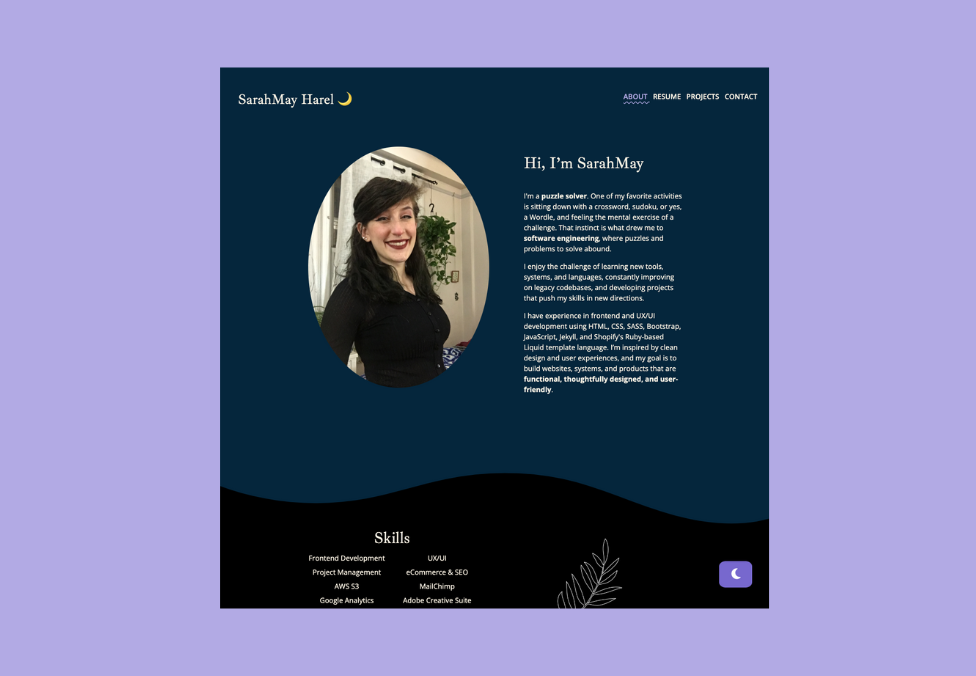 SarahMay Harel 🌙
ABOUT RESUME PROJECTS CONTACT
Hi, I'm SarahMay
I'm a puzzle solver. One of my favorite activities
is sitting down with a crossword, sudoku, or yes,
a Wordle, and feeling the mental exercise of a
challenge. That instinct is what drew me to
software engineering, where puzzles and
problems to solve abound.
I enjoy the challenge of learning new tools,
systems, and languages, constantly improving
on legacy codebases, and developing projects
that push my skills in new directions.
I have experience in frontend and UX/UI
development using HTML, CSS, SASS, Bootstrap,
JavaScript, Jekyll, and Shopify's Ruby-based
Liquid template language. I'm inspired by clean
design and user experiences, and my goal is to
build websites, systems, and products that are
functional, thoughtfully designed, and user-
friendly.
Skills
Frontend Development UX/UI
Project Management eCommerce & SEO
AWS S3 MailChimp
Google Analytics Adobe Creative Suite